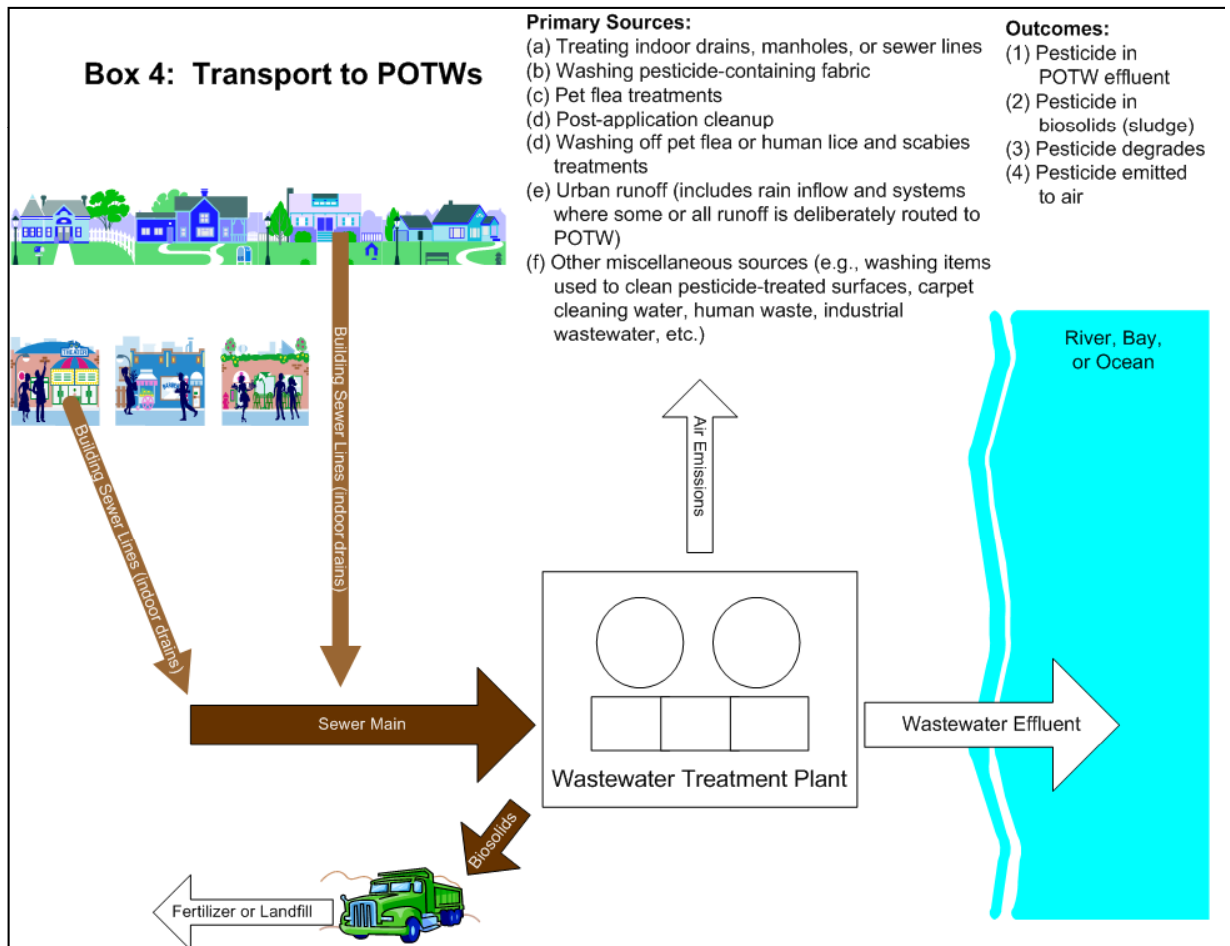 Box 4: Transport to POTWs
Primary Sources:
(a) Treating indoor drains, manholes, or sewer lines
(b) Washing pesticide-containing fabric
(c) Pet flea treatments
(d) Post-application cleanup
(d) Washing off pet flea or human lice and scabies
treatments
(e) Urban runoff (includes rain inflow and systems
where some or all runoff is deliberately routed to
POTW)
(f) Other miscellaneous sources (e.g., washing items
used to clean pesticide-treated surfaces, carpet
cleaning water, human waste, industrial
wastewater, etc.)
Outcomes:
(1) Pesticide in
POTW effluent
(2) Pesticide in
biosolids (sludge)
(3) Pesticide degrades
(4) Pesticide emitted
to air
THEATER
Building Sewer Lines (indoor drains)
Building Sewer Lines (indoor drains)
Air Emissions
River, Bay,
or Ocean
Sewer Main
Wastewater Treatment Plant
Wastewater Effluent
Biosolids
Fertilizer or Landfill